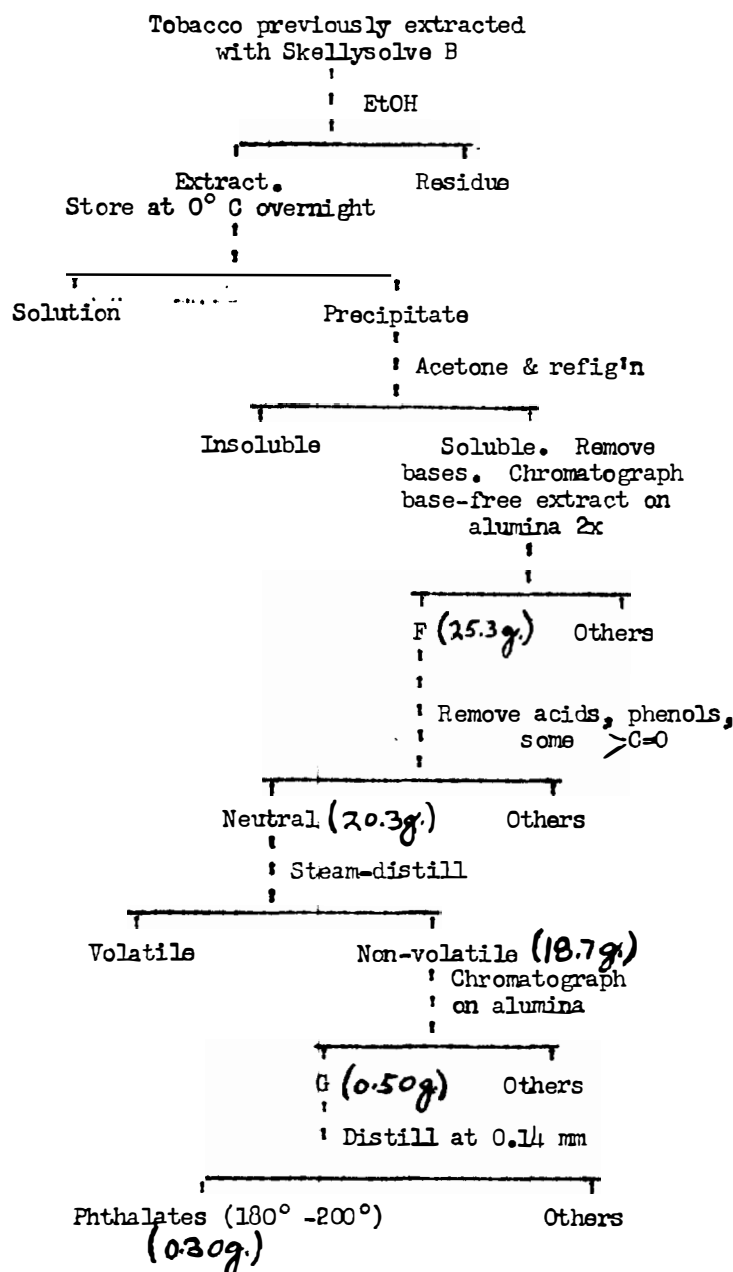 Tobacco previously extracted
with Skellysolve B
EtOH
Extract. Residue
Store at 0° C overnight
Solution Precipitate
Acetone & refig'n
Insoluble Soluble. Remove
bases. Chromatograph
base-free extract on
alumina 2x
F (25.3g.) Others
Remove acids, phenols,
some >C=O
Neutral (20.3g.) Others
Steam-distill
Volatile Non-volatile (18.7g.)
Chromatograph
on alumina
G (0.50g.) Others
Distill at 0.14 mm
Phthalates (180° -200°) Others
(0.30g.)